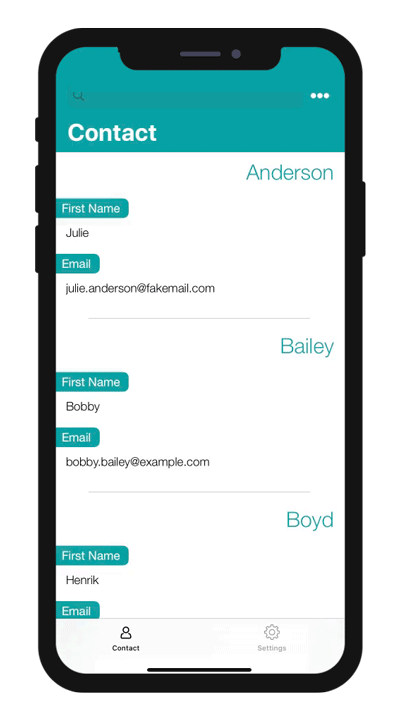 Contact
Anderson
First Name
Julie
Email
julie.anderson@fakemail.com
Bailey
First Name
Bobby
Email
bobby.bailey@example.com
Boyd
First Name
Henrik
Email
Contact Settings